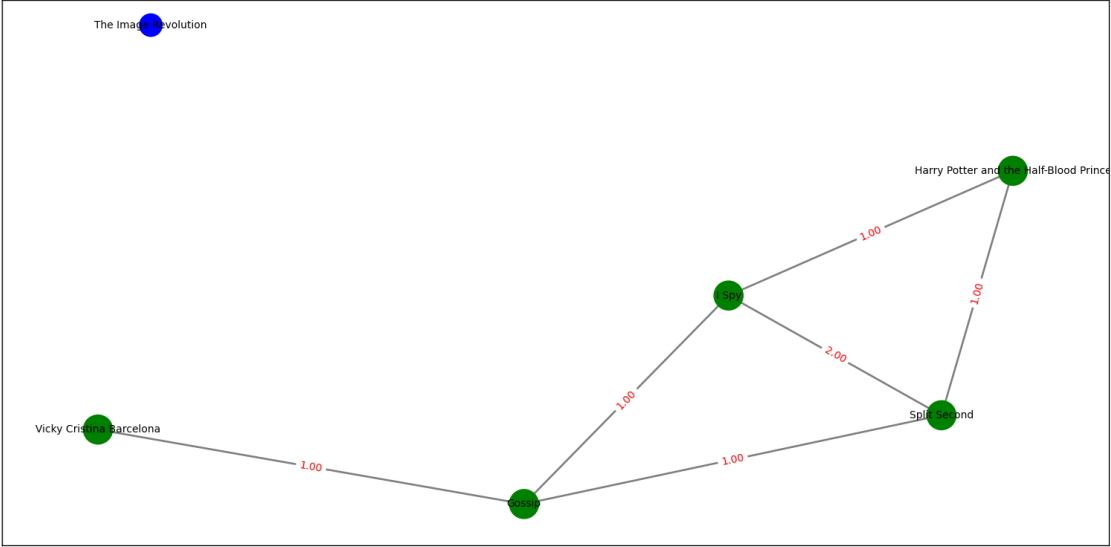 The Image Revolution
Harry Potter and the Half-Blood Prince
1.00
I Spy
1.00
2.00
1.00
Split Second
Vicky Cristina Barcelona
1.00
1.00
Gossip